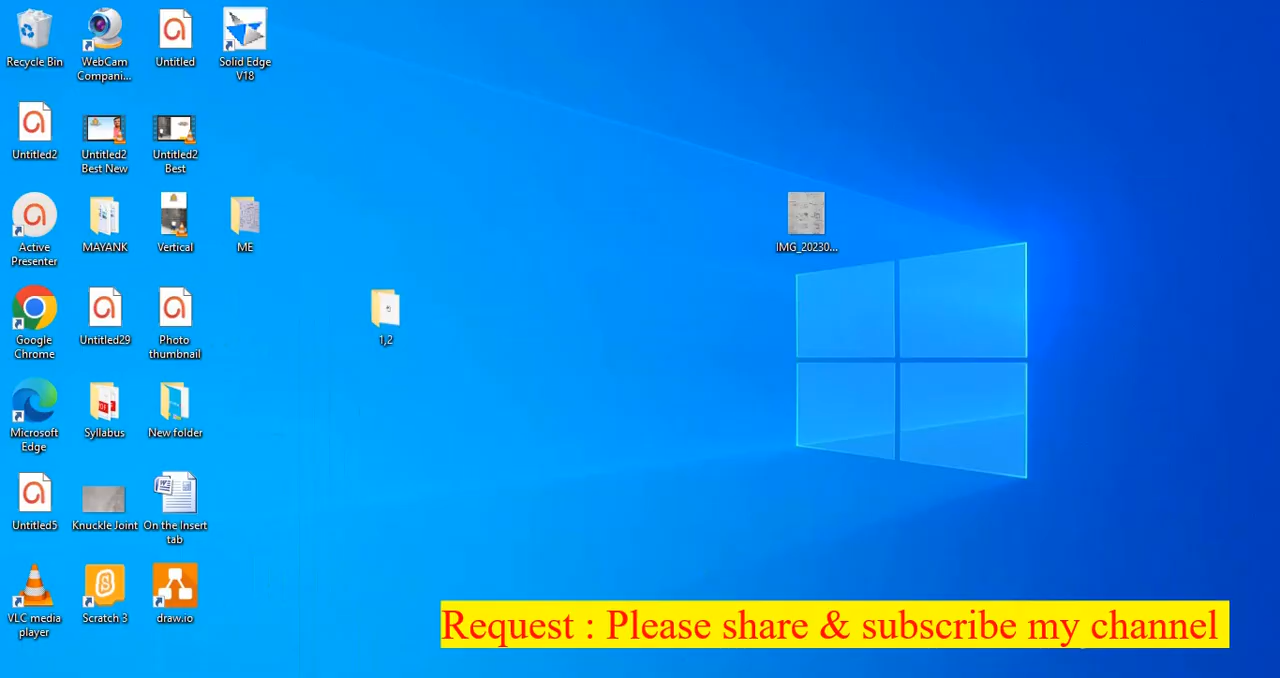 Recycle Bin
WebCam
Compani...
Untitled
Solid Edge
V18
Untitled2
Untitled2
Best New
Untitled2
Best
Active
Presenter
MAYANK
Vertical
ME
IMG_20230...
Google
Chrome
Untitled29
Photo
thumbnail
1,2
Microsoft
Edge
Syllabus
New folder
Untitled5
Knuckle Joint
On the Insert
tab
VLC media
player
Scratch 3
draw.io
Request : Please share & subscribe my channel